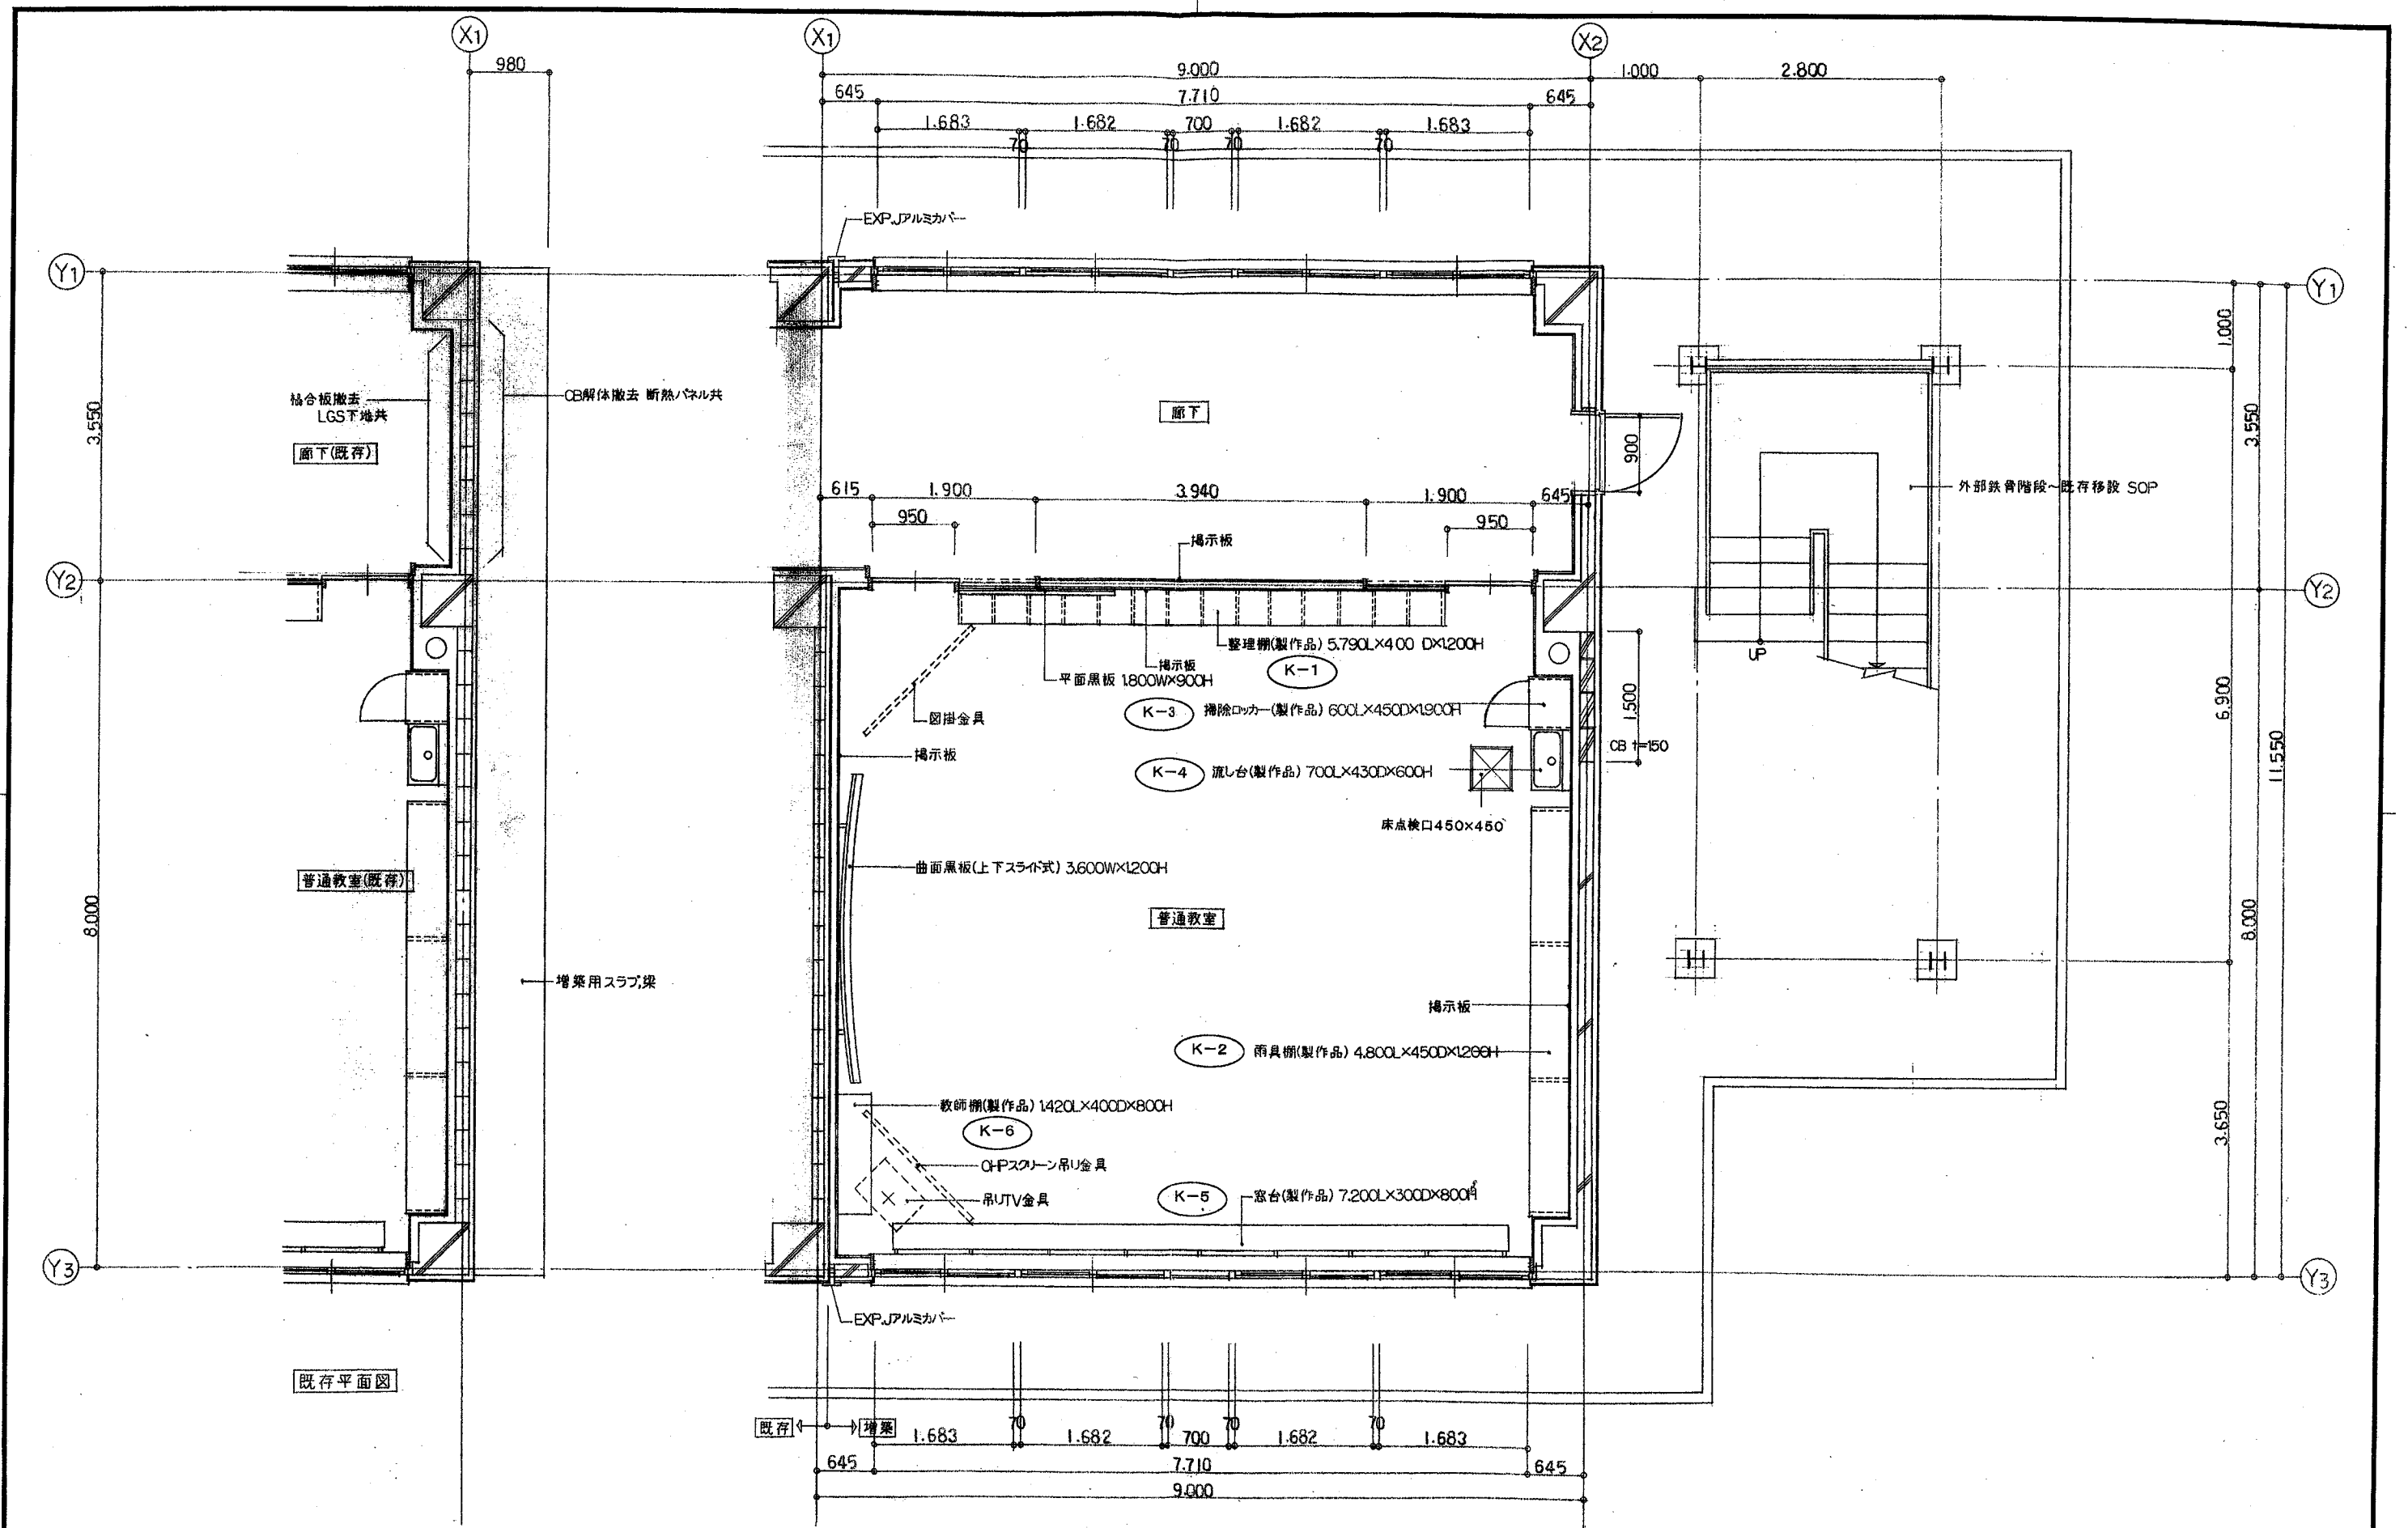 X1
X1
X2
980
9.000
1.000
2.800
645
7.710
645
1.683
1.682
700
1.682
1.683
70
70
70
70
EXP.Jアルミカバー
Y1
Y1
1.000
CB解体撤去 断熱パネル共
LGS下地共
3.550
廊下(既存)
廊下
900
3.550
615
1.900
3.940
1.900
645
外部鉄骨階段~既存移設 SOP
950
950
掲示板
Y2
Y2
整理棚(製作品) 5.790L×400 D×1.200H
掲示板
K-1
UP
平面黒板 1.800W×900H
K-3
掃除ロッカー(製作品) 600L×450D×1.900H
図掛金具
1.500
6.900
掲示板
CB t=150
K-4
流し台(製作品) 700L×430D×600H
11.550
床点検口450×450
曲面黒板(上下スライド式) 3.600W×1.200H
普通教室(既存)
普通教室
8.000
8.000
増築用スラブ,梁
掲示板
K-2
雨具棚(製作品) 4.800L×450D×1.200H
教師棚(製作品) 1.420L×400D×800H
K-6
3.650
OHPスクリーン吊り金具
吊りTV金具
K-5
窓台(製作品) 7.200L×300D×800H
Y3
Y3
EXP.Jアルミカバー
既存平面図
既存
増築
70
70
70
70
1.683
1.682
700
1.682
1.683
645
7.710
645
9.000